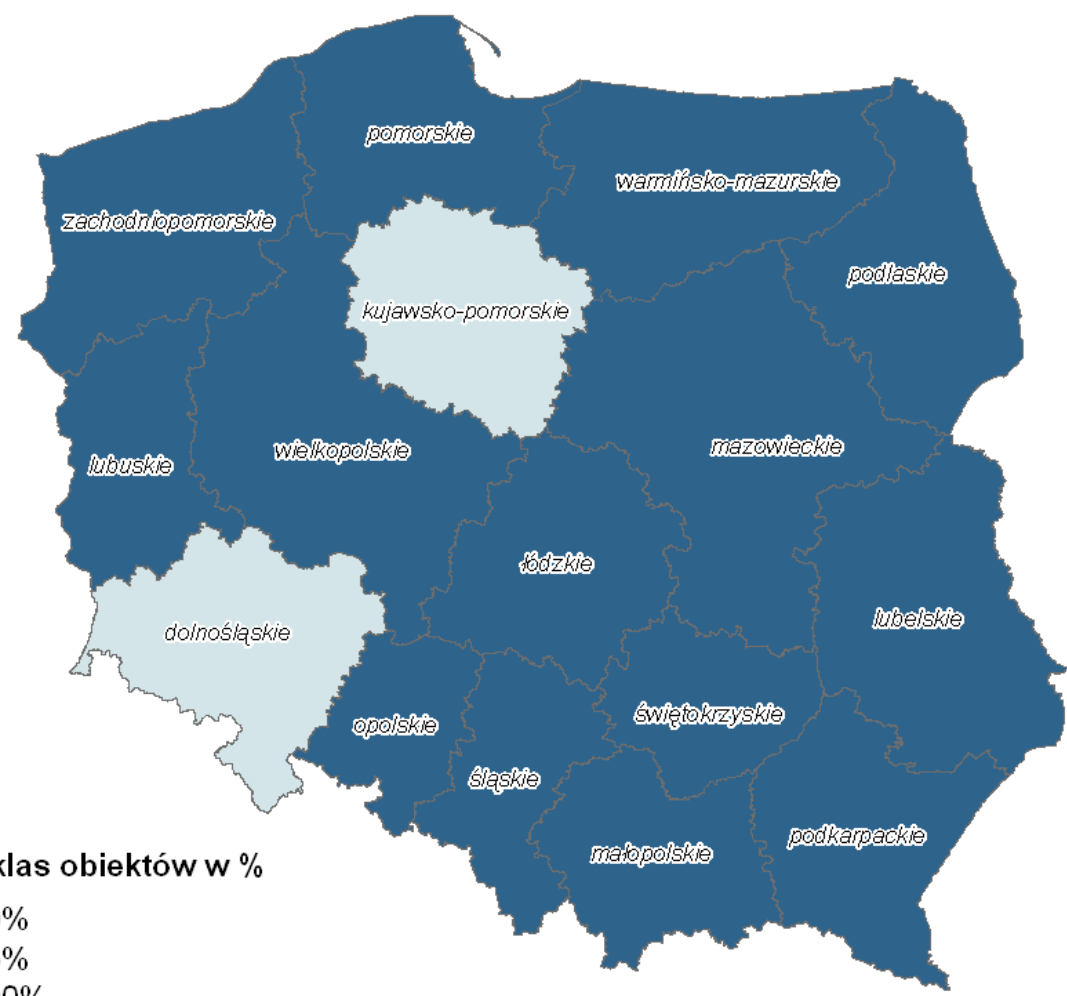 pomorskie
warmińsko-mazurskie
zachodniopomorskie
podlaskie
kujawsko-pomorskie
mazowieckie
wielkopolskie
lubuskie
łódzkie
lubelskie
dolnośląskie
świętokrzyskie
opolskie
śląskie
podkarpackie
małopolskie
klas obiektów w %